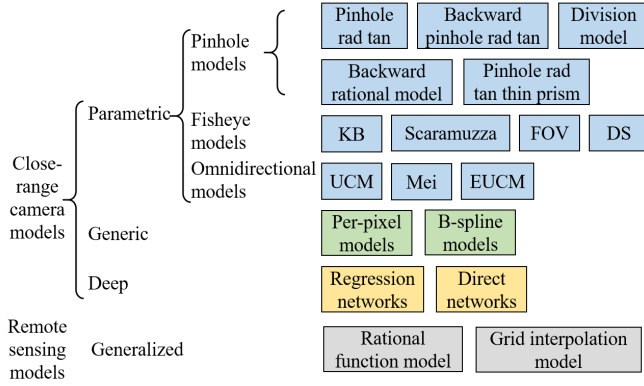 Pinhole
rad tan
Backward
pinhole rad tan
Division
model
Pinhole
models
Backward
rational model
Pinhole rad
tan thin prism
Parametric
Fisheye
models
KB
Scaramuzza
FOV
DS
Close-
range
camera
models
Omnidirectional
models
UCM
Mei
EUCM
Generic
Per-pixel
models
B-spline
models
Deep
Regression
networks
Direct
networks
Remote
sensing
models
Generalized
Rational
function model
Grid interpolation
model